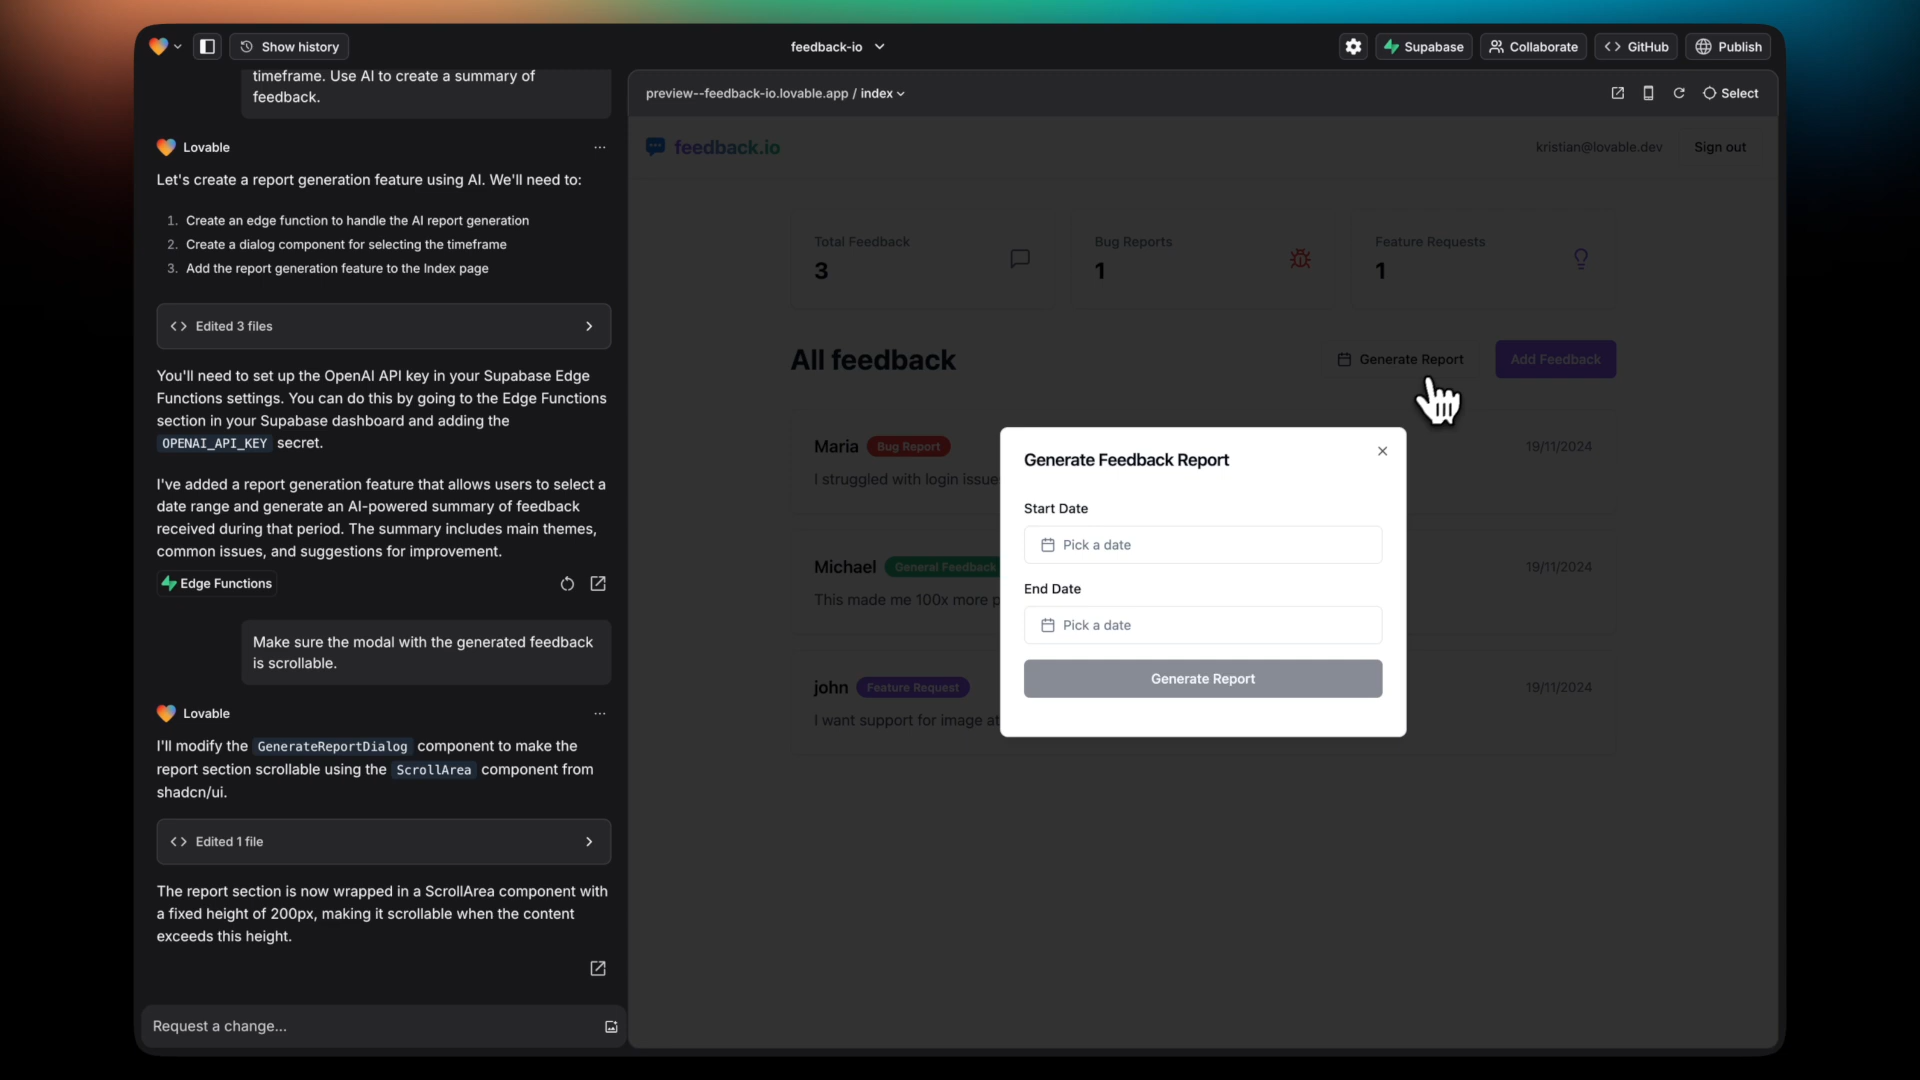 Show history
feedback-io
Supabase
Collaborate
GitHub
Publish
timeframe. Use AI to create a summary of
feedback.
Lovable
Let's create a report generation feature using AI. We'll need to:
1. Create an edge function to handle the AI report generation
2. Create a dialog component for selecting the timeframe
3. Add the report generation feature to the Index page
Edited 3 files
You'll need to set up the OpenAI API key in your Supabase Edge
Functions settings. You can do this by going to the Edge Functions
section in your Supabase dashboard and adding the
OPENAI_API_KEY secret.
I've added a report generation feature that allows users to select a
date range and generate an AI-powered summary of feedback
received during that period. The summary includes main themes,
common issues, and suggestions for improvement.
Edge Functions
Make sure the modal with the generated feedback
is scrollable.
Lovable
I'll modify the GenerateReportDialog component to make the
report section scrollable using the ScrollArea component from
shadcn/ui.
Edited 1 file
The report section is now wrapped in a ScrollArea component with
a fixed height of 200px, making it scrollable when the content
exceeds this height.
Request a change...
preview--feedback-io.lovable.app / index
Select
feedback.io
kristian@lovable.dev
Sign out
Total Feedback
3
Bug Reports
1
Feature Requests
1
All feedback
Generate Report
Add Feedback
Maria Bug Report
19/11/2024
I struggled with login issue
Michael General Feedback
19/11/2024
This made me 100x more p
john Feature Request
19/11/2024
I want support for image at
Generate Feedback Report
Start Date
Pick a date
End Date
Pick a date
Generate Report